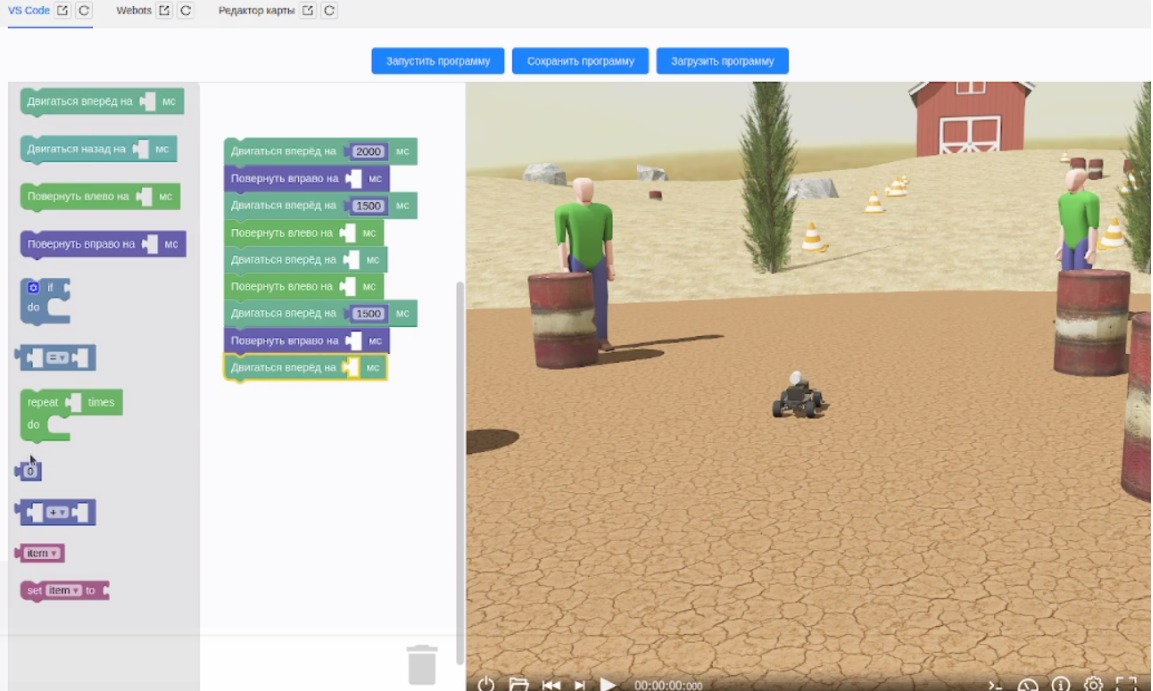 VS Code
Webots
Редактор карты
Запустить программу
Сохранить программу
Загрузить программу
Двигаться вперёд на мс
Двигаться назад на мс
Повернуть влево на мс
Повернуть вправо на мс
if
do
=
repeat times
do
0
+
item
set item to
Двигаться вперёд на 2000 мс
Повернуть вправо на мс
Двигаться вперёд на 1500 мс
Повернуть влево на мс
Двигаться вперёд на мс
Повернуть влево на мс
Двигаться вперёд на 1500 мс
Повернуть вправо на мс
Двигаться вперёд на мс
00:00:00:000